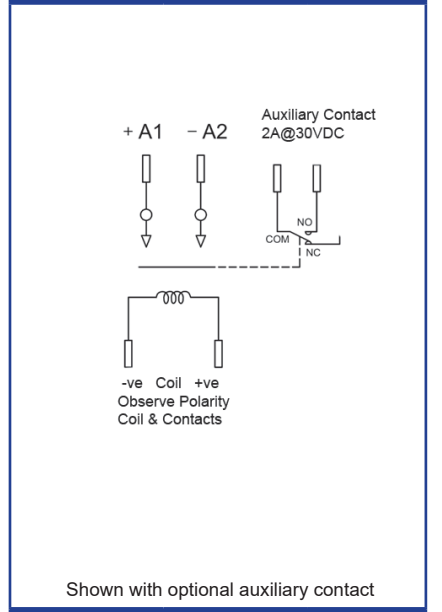 Auxiliary Contact
2A@30VDC
+ A1 − A2
NO
COM
NC
-ve Coil +ve
Observe Polarity
Coil & Contacts
Shown with optional auxiliary contact